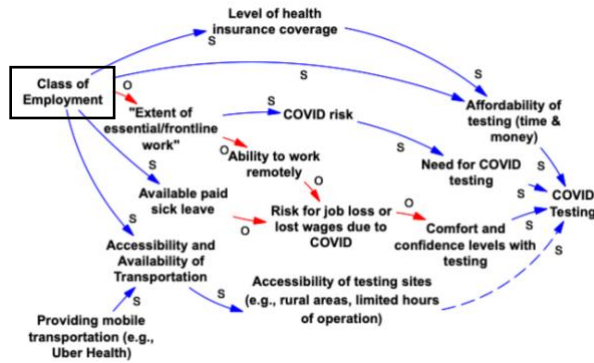 Level of health
insurance coverage
S
S
S
Class of
Employment
O
"Extent of
essential/frontline
work"
S
COVID risk
S
Affordability of
testing (time &
money)
S
O
Ability to work
remotely
O
Need for COVID
testing
S
COVID
Testing
S
Available paid
sick leave
O
Risk for job loss or
lost wages due to
COVID
O
Comfort and
confidence levels with
testing
S
S
S
Accessibility and
Availability of
Transportation
S
Accessibility of testing sites
(e.g., rural areas, limited hours
of operation)
S
Providing mobile
transportation (e.g.,
Uber Health)